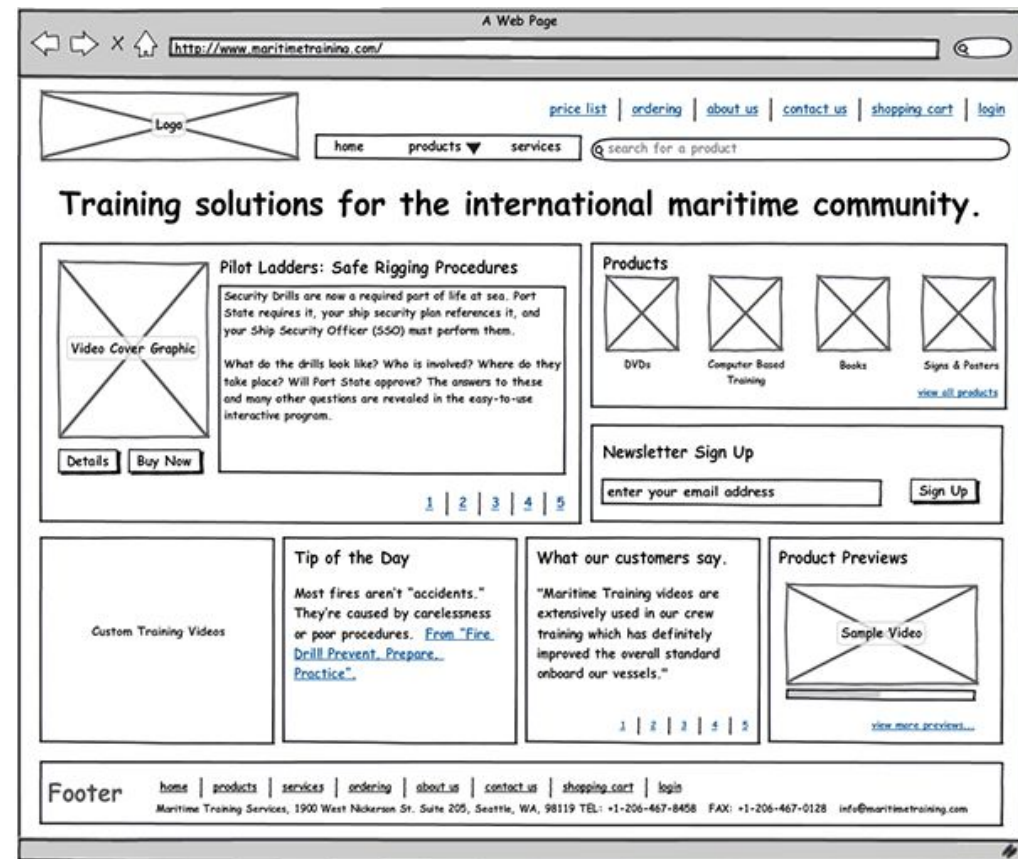 A Web Page
http://www.maritimetraining.com/
Logo
price list | ordering | about us | contact us | shopping cart | login
home products services
search for a product
Training solutions for the international maritime community.
Video Cover Graphic
Details Buy Now
Pilot Ladders: Safe Rigging Procedures
Security Drills are now a required part of life at sea. Port
State requires it, your ship security plan references it, and
your Ship Security Officer (SSO) must perform them.
What do the drills look like? Who is involved? Where do they
take place? Will Port State approve? The answers to these
and many other questions are revealed in the easy-to-use
interactive program.
1 | 2 | 3 | 4 | 5
Products
DVDs
Computer Based
Training
Books
Signs & Posters
view all products
Newsletter Sign Up
enter your email address
Sign Up
Custom Training Videos
Tip of the Day
Most fires aren't "accidents."
They're caused by carelessness
or poor procedures. From "Fire
Drill! Prevent, Prepare,
Practice".
What our customers say.
"Maritime Training videos are
extensively used in our crew
training which has definitely
improved the overall standard
onboard our vessels."
1 | 2 | 3 | 4 | 5
Product Previews
Sample Video
view more previews...
Footer
home | products | services | ordering | about us | contact us | shopping cart | login
Maritime Training Services, 1900 West Nickerson St. Suite 205, Seattle, WA, 98119 TEL: +1-206-467-8458 FAX: +1-206-467-0128 info@maritimetraining.com